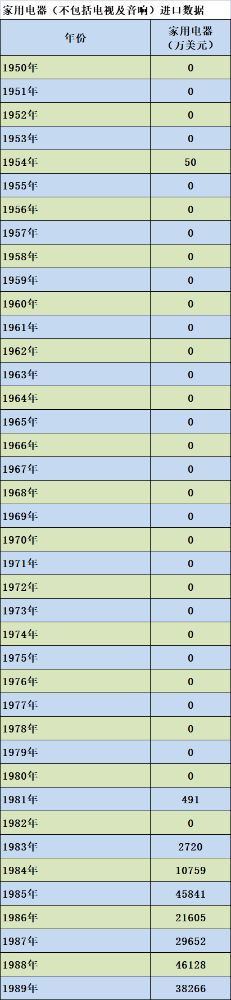 家用电器（不包括电视及音响）进口数据
年份 家用电器
（万美元）
1950年 0
1951年 0
1952年 0
1953年 0
1954年 50
1955年 0
1956年 0
1957年 0
1958年 0
1959年 0
1960年 0
1961年 0
1962年 0
1963年 0
1964年 0
1965年 0
1966年 0
1967年 0
1968年 0
1969年 0
1970年 0
1971年 0
1972年 0
1973年 0
1974年 0
1975年 0
1976年 0
1977年 0
1978年 0
1979年 0
1980年 0
1981年 491
1982年 0
1983年 2720
1984年 10759
1985年 45841
1986年 21605
1987年 29652
1988年 46128
1989年 38266